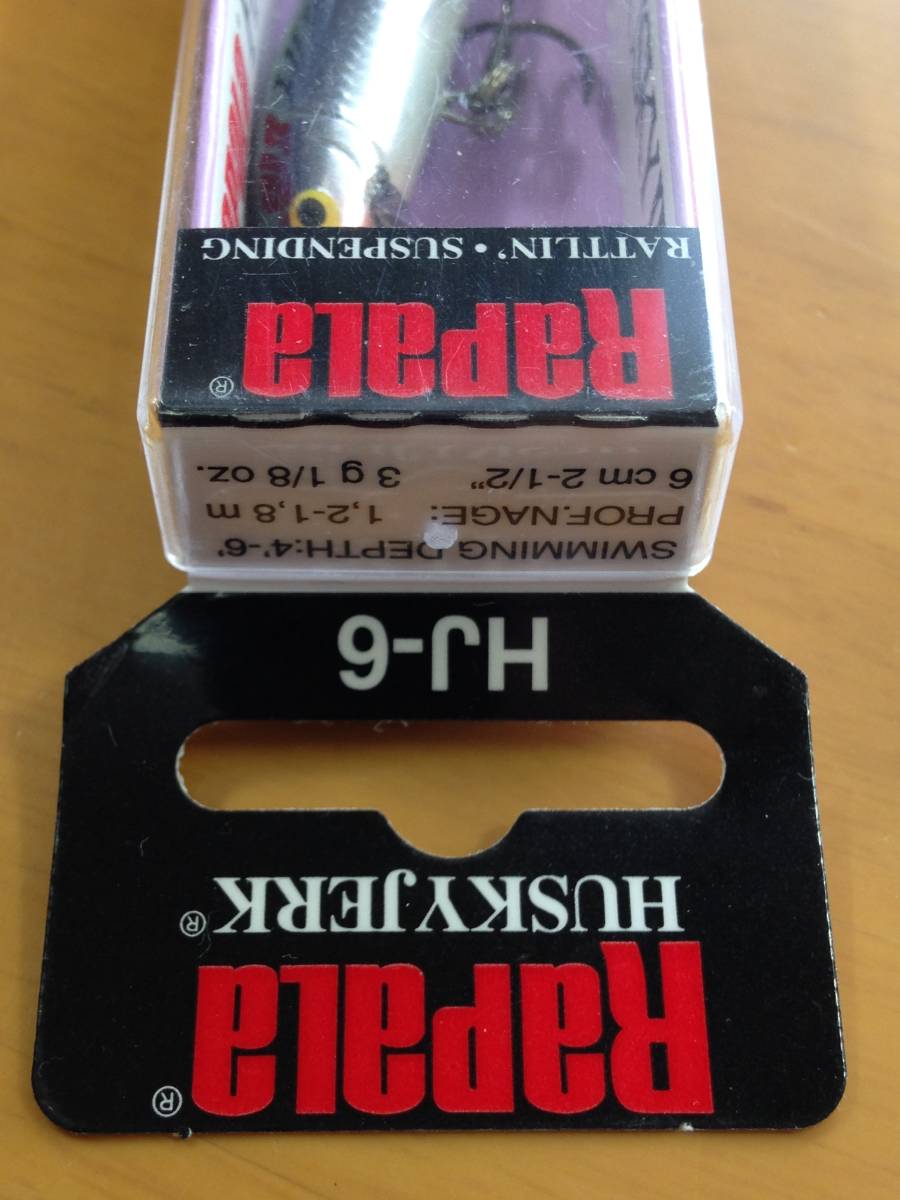 RAPALA®
HUSKY JERK®
HJ-6
SWIMMING DEPTH:4'-6'
PROF.NAGE: 1,2-1,8 m
6 cm 2-1/2" 3 g 1/8 oz.
RAPALA®
RATTLIN' • SUSPENDING